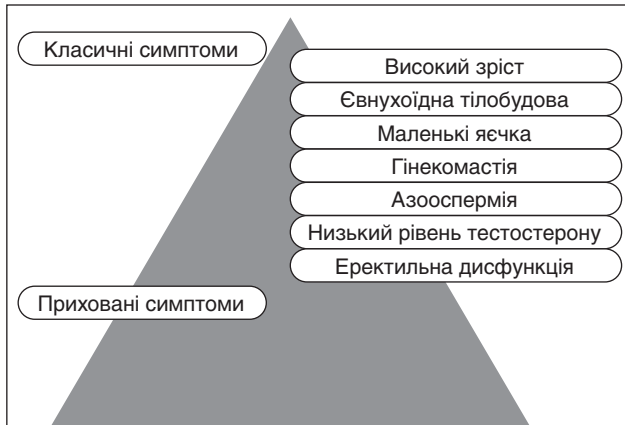 Класичні симптоми
Високий зріст
Євнухоїдна тілобудова
Маленькі яєчка
Гінекомастія
Азооспермія
Низький рівень тестостерону
Еректильна дисфункція
Приховані симптоми